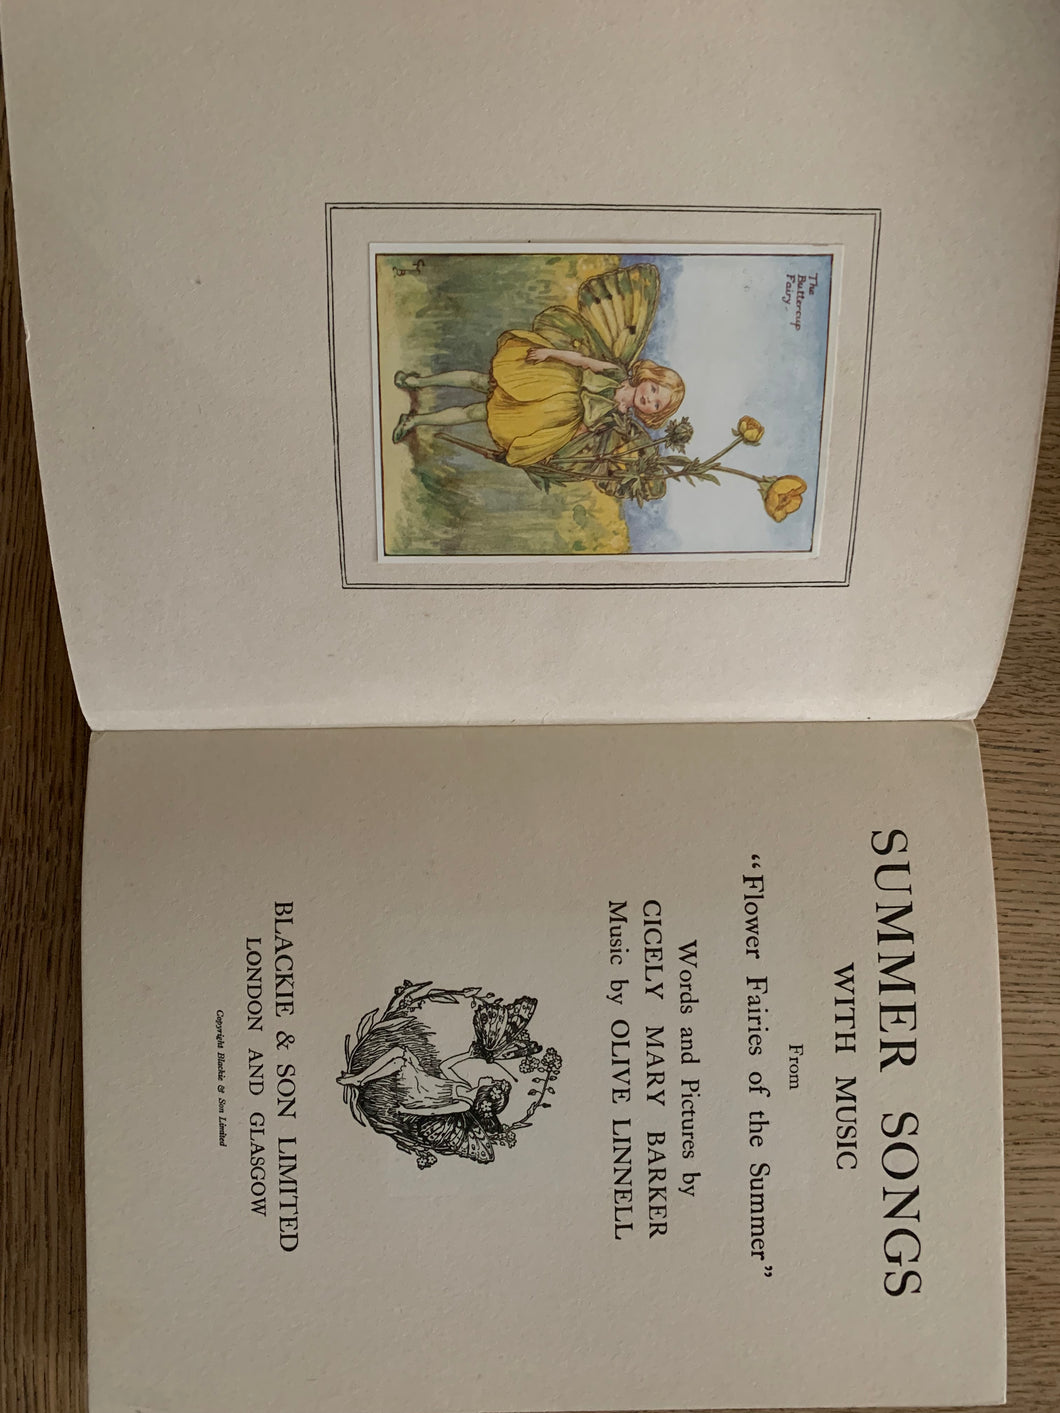 The
Buttercup
Fairy.
CMB
SUMMER SONGS
WITH MUSIC
From
“Flower Fairies of the Summer”
Words and Pictures by
CICELY MARY BARKER
Music by OLIVE LINNELL
BLACKIE & SON LIMITED
LONDON AND GLASGOW
Copyright Blackie & Son Limited